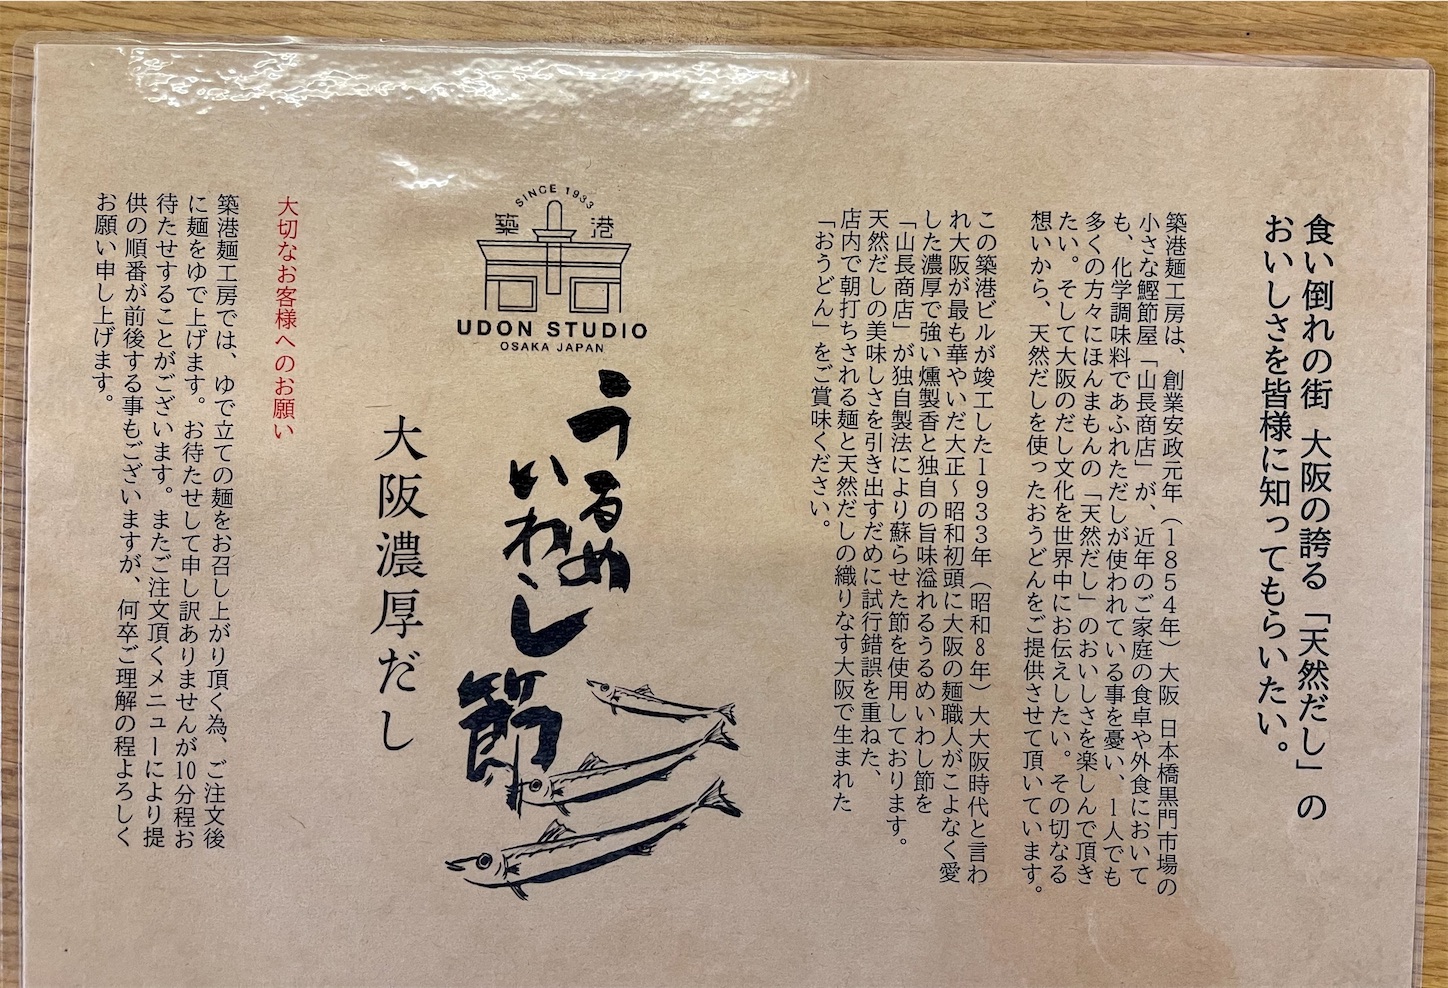 食い倒れの街 大阪の誇る「天然だし」の
おいしさを皆様に知ってもらいたい。
築港麺工房は、創業安政元年（1854年）大阪 日本橋黒門市場の
小さな鰹節屋「山長商店」が、近年のご家庭の食卓や外食において
も、化学調味料であふれただしが使われている事を憂い、1人でも
多くの方々にほんまもんの「天然だし」のおいしさを楽しんで頂き
たい。そして大阪のだし文化を世界中にお伝えしたい。その切なる
想いから、天然だしを使ったおうどんをご提供させて頂いています。
この築港ビルが竣工した1933年（昭和8年）大大阪時代と言わ
れ大阪が最も華やいだ大正～昭和初頭に大阪の麺職人がこよなく愛
した濃厚で強い燻製香と独自の旨味溢れるうるめいわし節を
「山長商店」が独自製法により蘇らせた節を使用しております。
天然だしの美味しさを引き出すだめに試行錯誤を重ねた、
店内で朝打ちされる麺と天然だしの織りなす大阪で生まれた
「おうどん」をご賞味ください。
SINCE 1933
築港
UDON STUDIO
OSAKA JAPAN
うるめ
いわし
節
大阪濃厚だし
大切なお客様へのお願い
築港麺工房では、ゆで立ての麺をお召し上がり頂く為、ご注文後
に麺をゆで上げます。お待たせして申し訳ありませんが10分程お
待たせすることがございます。またご注文頂くメニューにより提
供の順番が前後する事もございますが、何卒ご理解の程よろしく
お願い申し上げます。